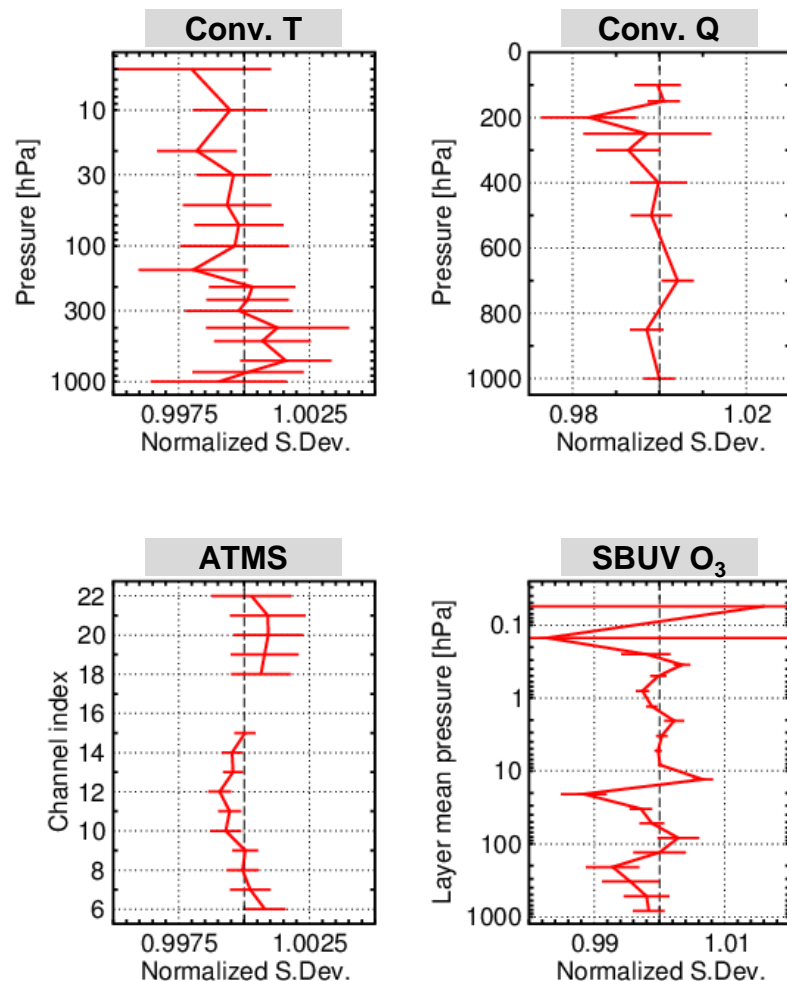 Conv. T
Pressure [hPa]
10
30
100
300
1000
0.9975 1.0025
Normalized S.Dev.
Conv. Q
Pressure [hPa]
0
200
400
600
800
1000
0.98 1.02
Normalized S.Dev.
ATMS
Channel index
22
20
18
16
14
12
10
8
6
0.9975 1.0025
Normalized S.Dev.
SBUV O₃
Layer mean pressure [hPa]
0.1
1
10
100
1000
0.99 1.01
Normalized S.Dev.